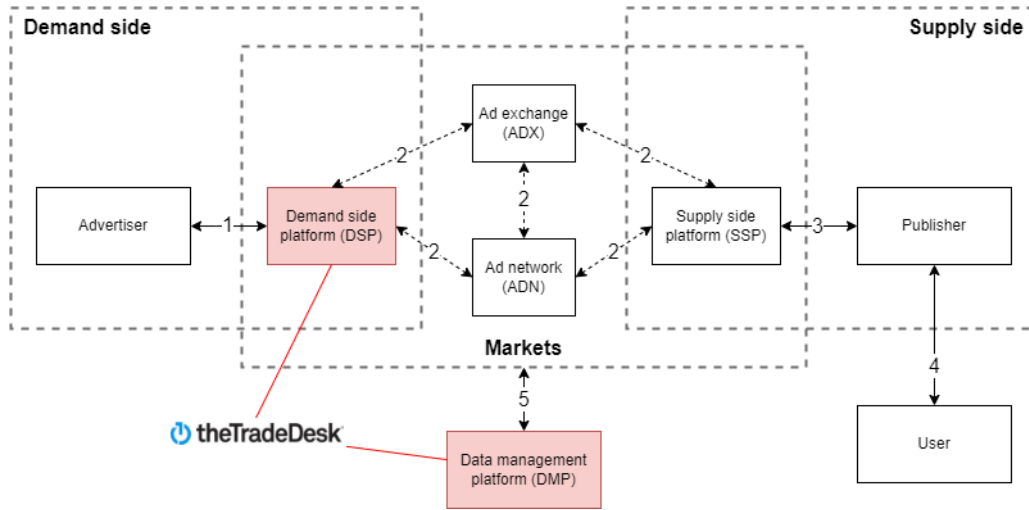 Demand side
Supply side
Ad exchange
(ADX)
2
2
2
Advertiser
1
Demand side
platform (DSP)
2
Ad network
(ADN)
2
Supply side
platform (SSP)
3
Publisher
Markets
4
5
theTradeDesk
Data management
platform (DMP)
User